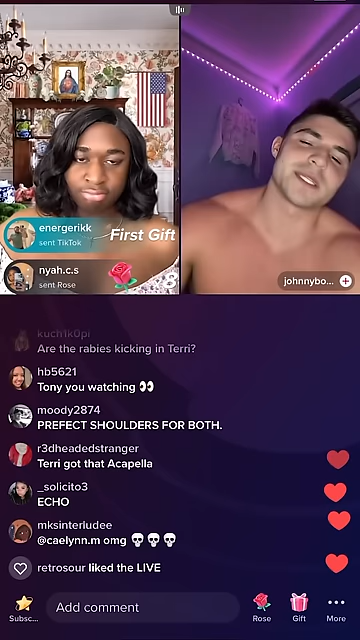 energerikk
sent TikTok
First Gift
nyah.c.s
sent Rose
johnnybo...
kuch1k0pi
Are the rabies kicking in Terri?
hb5621
Tony you watching 👀
moody2874
PREFECT SHOULDERS FOR BOTH.
r3dheadedstranger
Terri got that Acapella
_solicito3
ECHO
mksinterludee
@caelynn.m omg 💀💀💀
retrosour liked the LIVE
Subsc...
Add comment
Rose
Gift
More